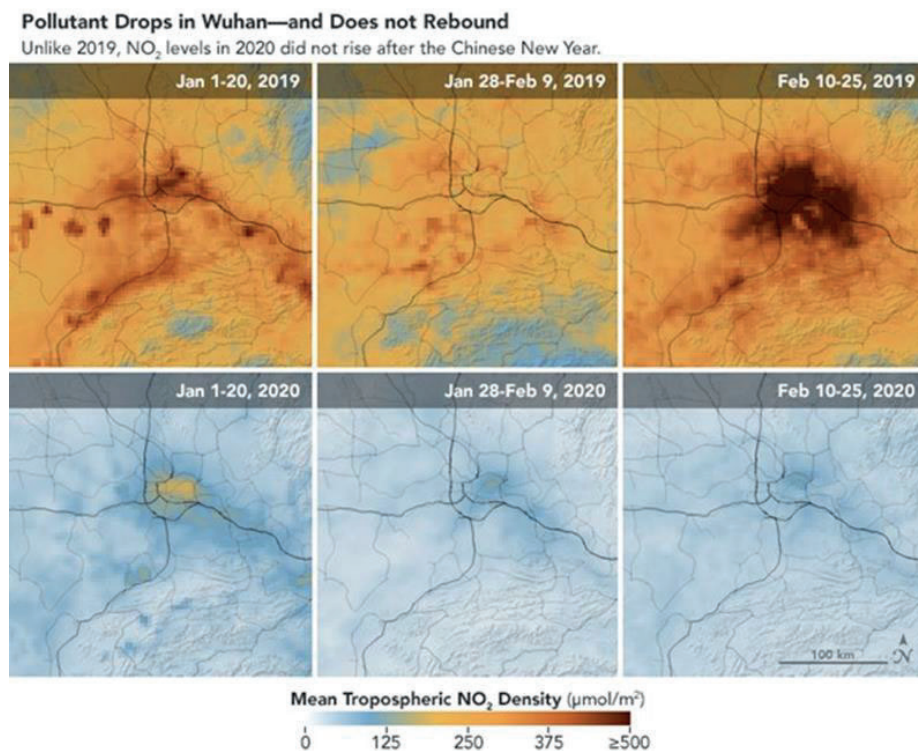 Pollutant Drops in Wuhan—and Does not Rebound
Unlike 2019, NO₂ levels in 2020 did not rise after the Chinese New Year.
Jan 1-20, 2019
Jan 28-Feb 9, 2019
Feb 10-25, 2019
Jan 1-20, 2020
Jan 28-Feb 9, 2020
Feb 10-25, 2020
100 km
N
Mean Tropospheric NO₂ Density (µmol/m²)
0 125 250 375 ≥500